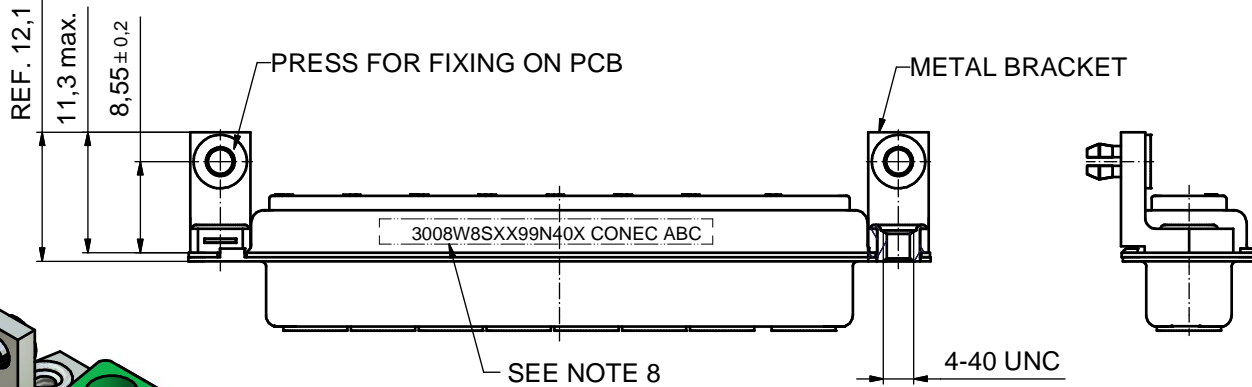 REF. 12,1
11,3 max.
8,55 ± 0,2
PRESS FOR FIXING ON PCB
METAL BRACKET
3008W8SXX99N40X CONEC ABC
SEE NOTE 8
4-40 UNC